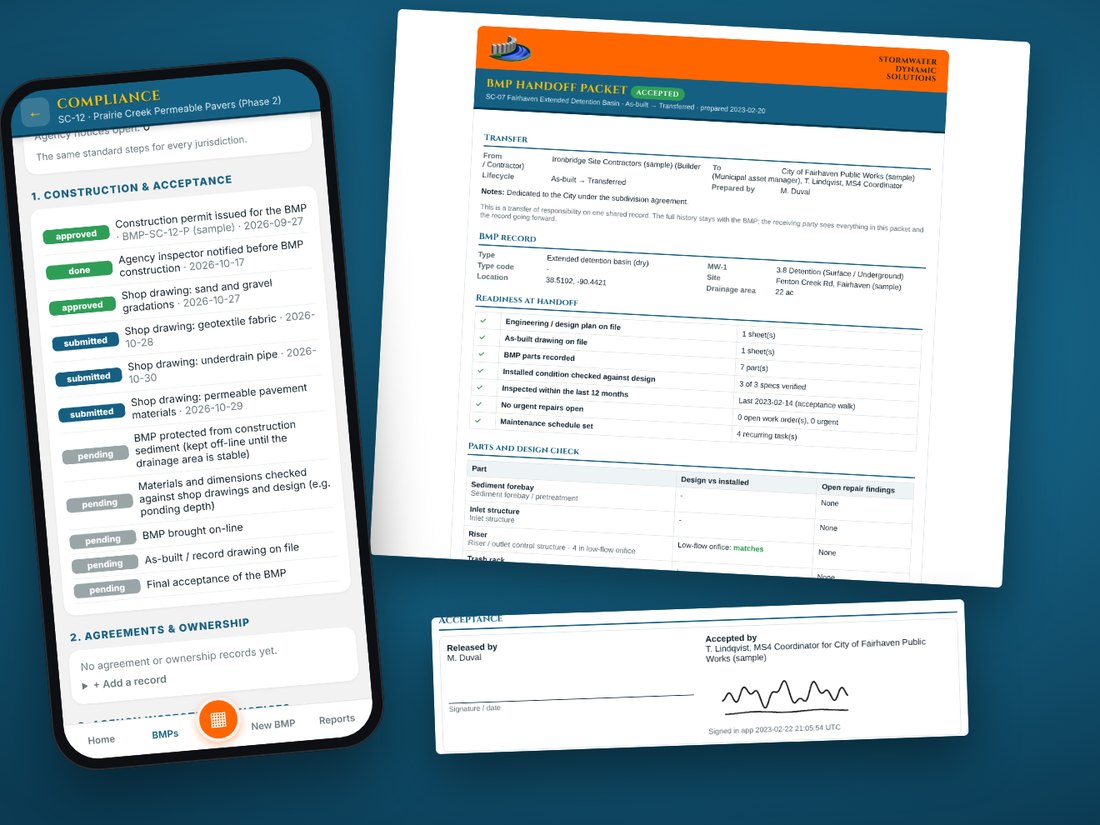 ←
COMPLIANCE
SC-12 · Prairie Creek Permeable Pavers (Phase 2)
Agency notices open: 0
The same standard steps for every jurisdiction.
1. CONSTRUCTION & ACCEPTANCE
approved
Construction permit issued for the BMP
· BMP-SC-12-P (sample) · 2026-09-27
done
Agency inspector notified before BMP
construction · 2026-10-17
approved
Shop drawing: sand and gravel
gradations · 2026-10-27
submitted
Shop drawing: geotextile fabric · 2026-
10-28
submitted
Shop drawing: underdrain pipe · 2026-
10-30
submitted
Shop drawing: permeable pavement
materials · 2026-10-29
pending
BMP protected from construction
sediment (kept off-line until the
drainage area is stable)
pending
Materials and dimensions checked
against shop drawings and design (e.g.
ponding depth)
pending
BMP brought on-line
pending
As-built / record drawing on file
pending
Final acceptance of the BMP
2. AGREEMENTS & OWNERSHIP
No agreement or ownership records yet.
▸ + Add a record
Home
BMPs
New BMP
Reports
STORMWATER
DYNAMIC
SOLUTIONS
BMP HANDOFF PACKET ACCEPTED
SC-07 Fairhaven Extended Detention Basin · As-built → Transferred · prepared 2023-02-20
TRANSFER
From Ironbridge Site Contractors (sample) (Builder
/ Contractor)
To City of Fairhaven Public Works (sample)
(Municipal asset manager), T. Lindqvist, MS4 Coordinator
Lifecycle As-built → Transferred
Prepared by M. Duval
Notes: Dedicated to the City under the subdivision agreement.
This is a transfer of responsibility on one shared record. The full history stays with the BMP; the receiving party sees everything in this packet and
the record going forward.
BMP RECORD
Type Extended detention basin (dry)
MW-1 3.8 Detention (Surface / Underground)
Type code -
Site Fenton Creek Rd, Fairhaven (sample)
Location 38.5102, -90.4421
Drainage area 22 ac
READINESS AT HANDOFF
✓ Engineering / design plan on file 1 sheet(s)
✓ As-built drawing on file 1 sheet(s)
✓ BMP parts recorded 7 part(s)
✓ Installed condition checked against design 3 of 3 specs verified
✓ Inspected within the last 12 months Last 2023-02-14 (acceptance walk)
✓ No urgent repairs open 0 open work order(s), 0 urgent
✓ Maintenance schedule set 4 recurring task(s)
PARTS AND DESIGN CHECK
Part Design vs installed Open repair findings
Sediment forebay - None
Sediment forebay / pretreatment
Inlet structure - None
Inlet structure
Riser Low-flow orifice: matches None
Riser / outlet control structure · 4 in low-flow orifice
Trash rack None
ACCEPTANCE
Released by
M. Duval
Signature / date
Accepted by
T. Lindqvist, MS4 Coordinator for City of Fairhaven Public
Works (sample)
Signed in app 2023-02-22 21:05:54 UTC